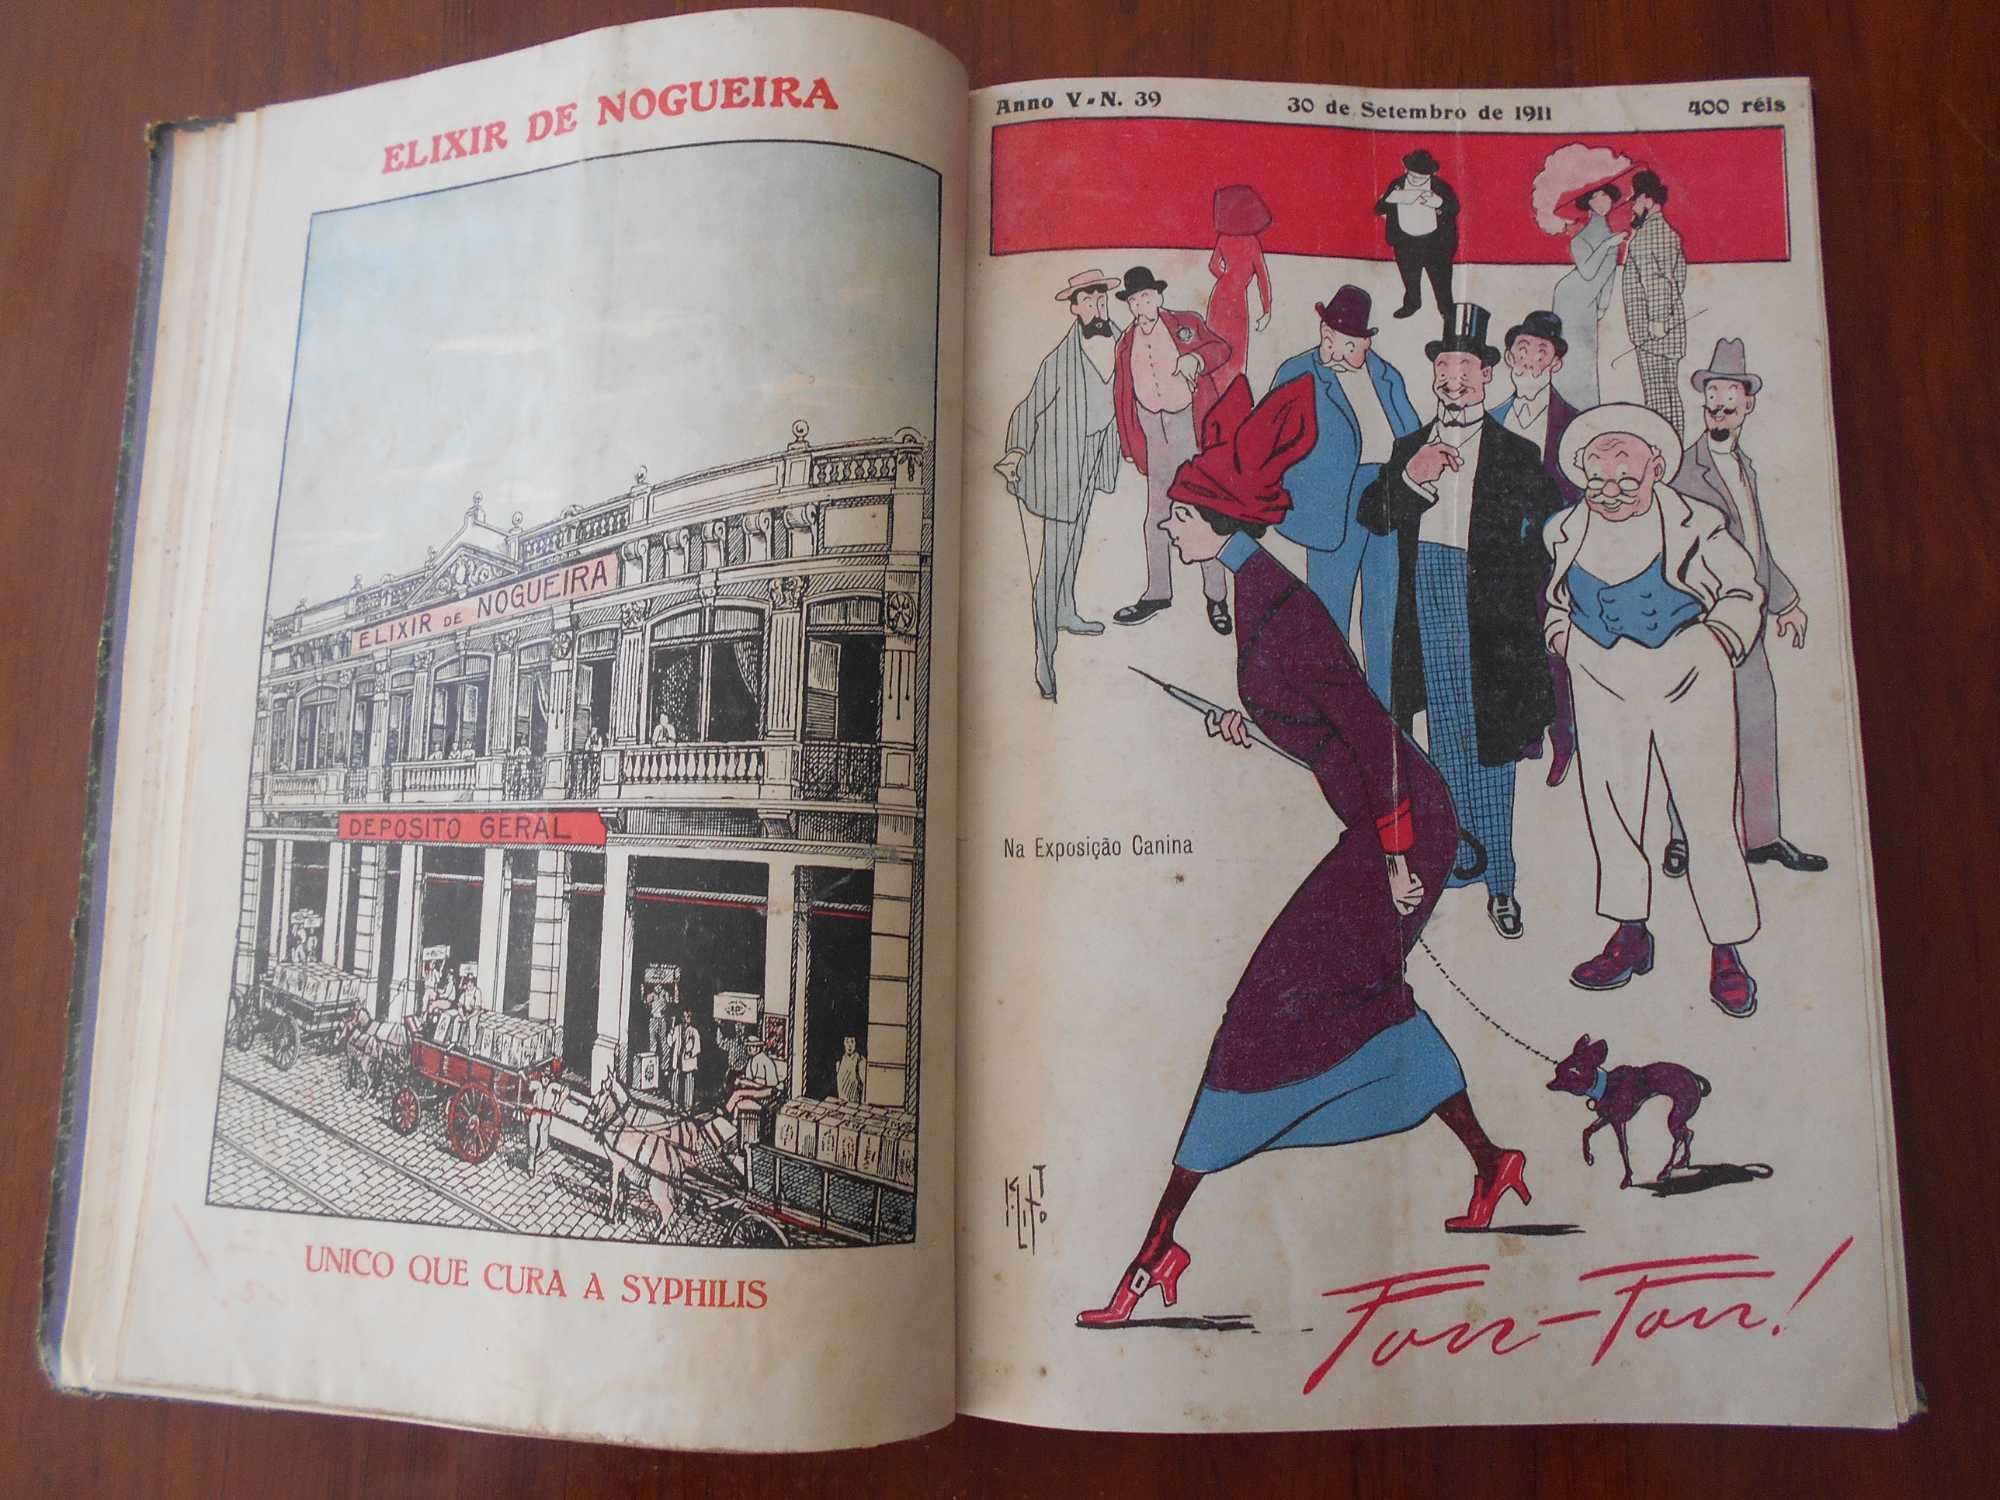 ELIXIR DE NOGUEIRA
ELIXIR DE NOGUEIRA
DEPOSITO GERAL
UNICO QUE CURA A SYPHILIS
Anno V - N. 39 30 de Setembro de 1911 400 réis
Na Exposição Canina
K. LIXTO
Fon-Fon!